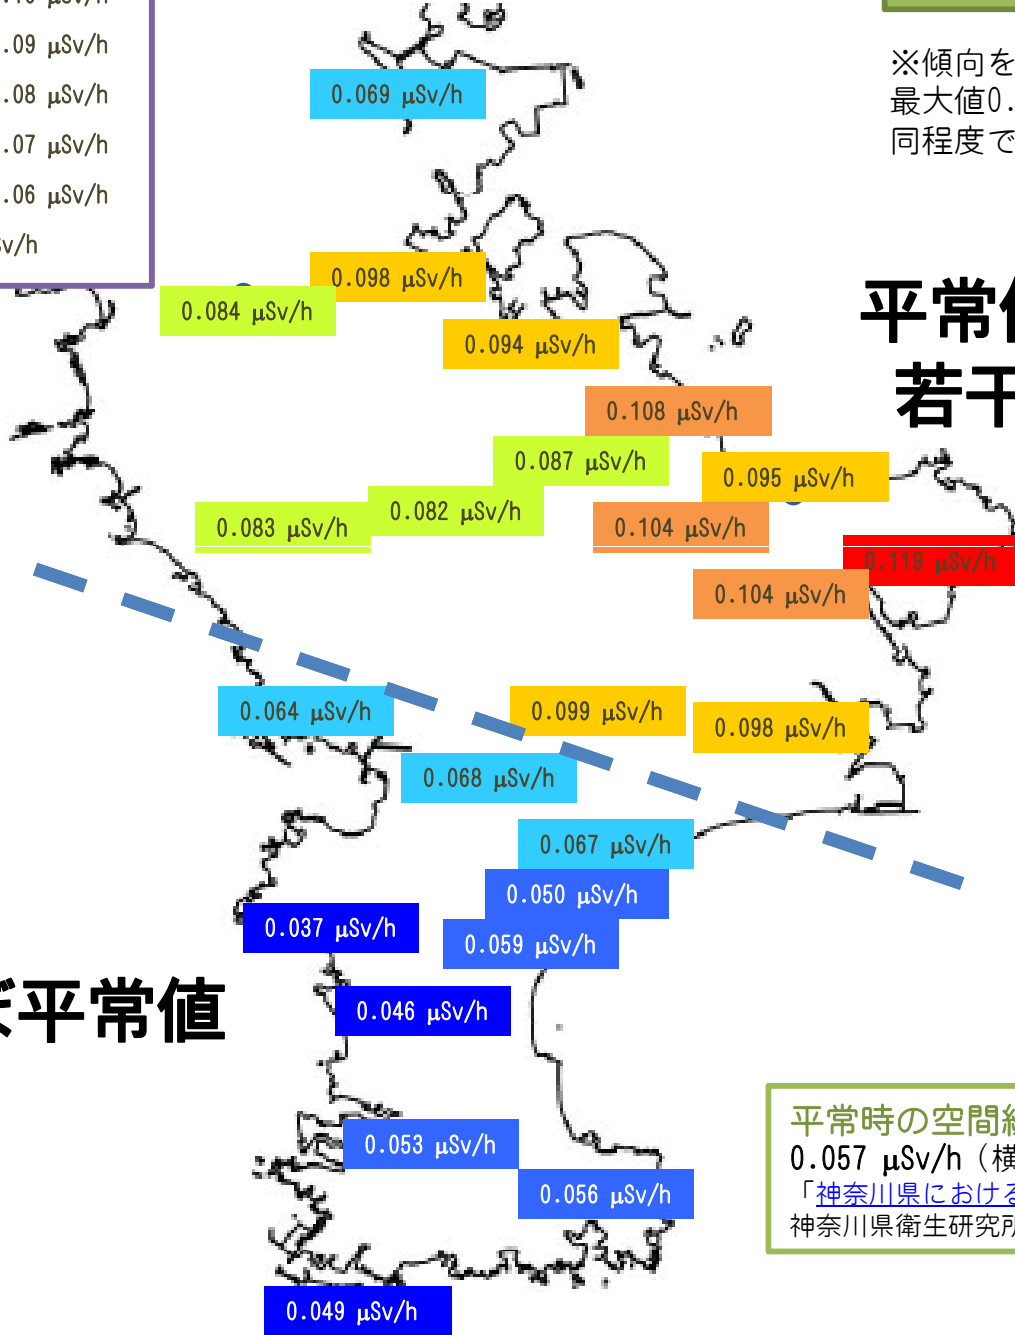 .09 μSv/h
.08 μSv/h
.07 μSv/h
.06 μSv/h
Sv/h
※傾向を
最大値0.
同程度で
0.069 μSv/h
0.098 μSv/h
0.084 μSv/h
0.094 μSv/h
平常値
若干
0.108 μSv/h
0.087 μSv/h
0.095 μSv/h
0.082 μSv/h
0.083 μSv/h
0.104 μSv/h
0.119 μSv/h
0.104 μSv/h
0.064 μSv/h
0.099 μSv/h
0.098 μSv/h
0.068 μSv/h
0.067 μSv/h
0.050 μSv/h
0.037 μSv/h
0.059 μSv/h
平常値
0.046 μSv/h
0.053 μSv/h
0.056 μSv/h
0.049 μSv/h
平常時の空間線
0.057 μSv/h（横
「神奈川県における
神奈川県衛生研究所